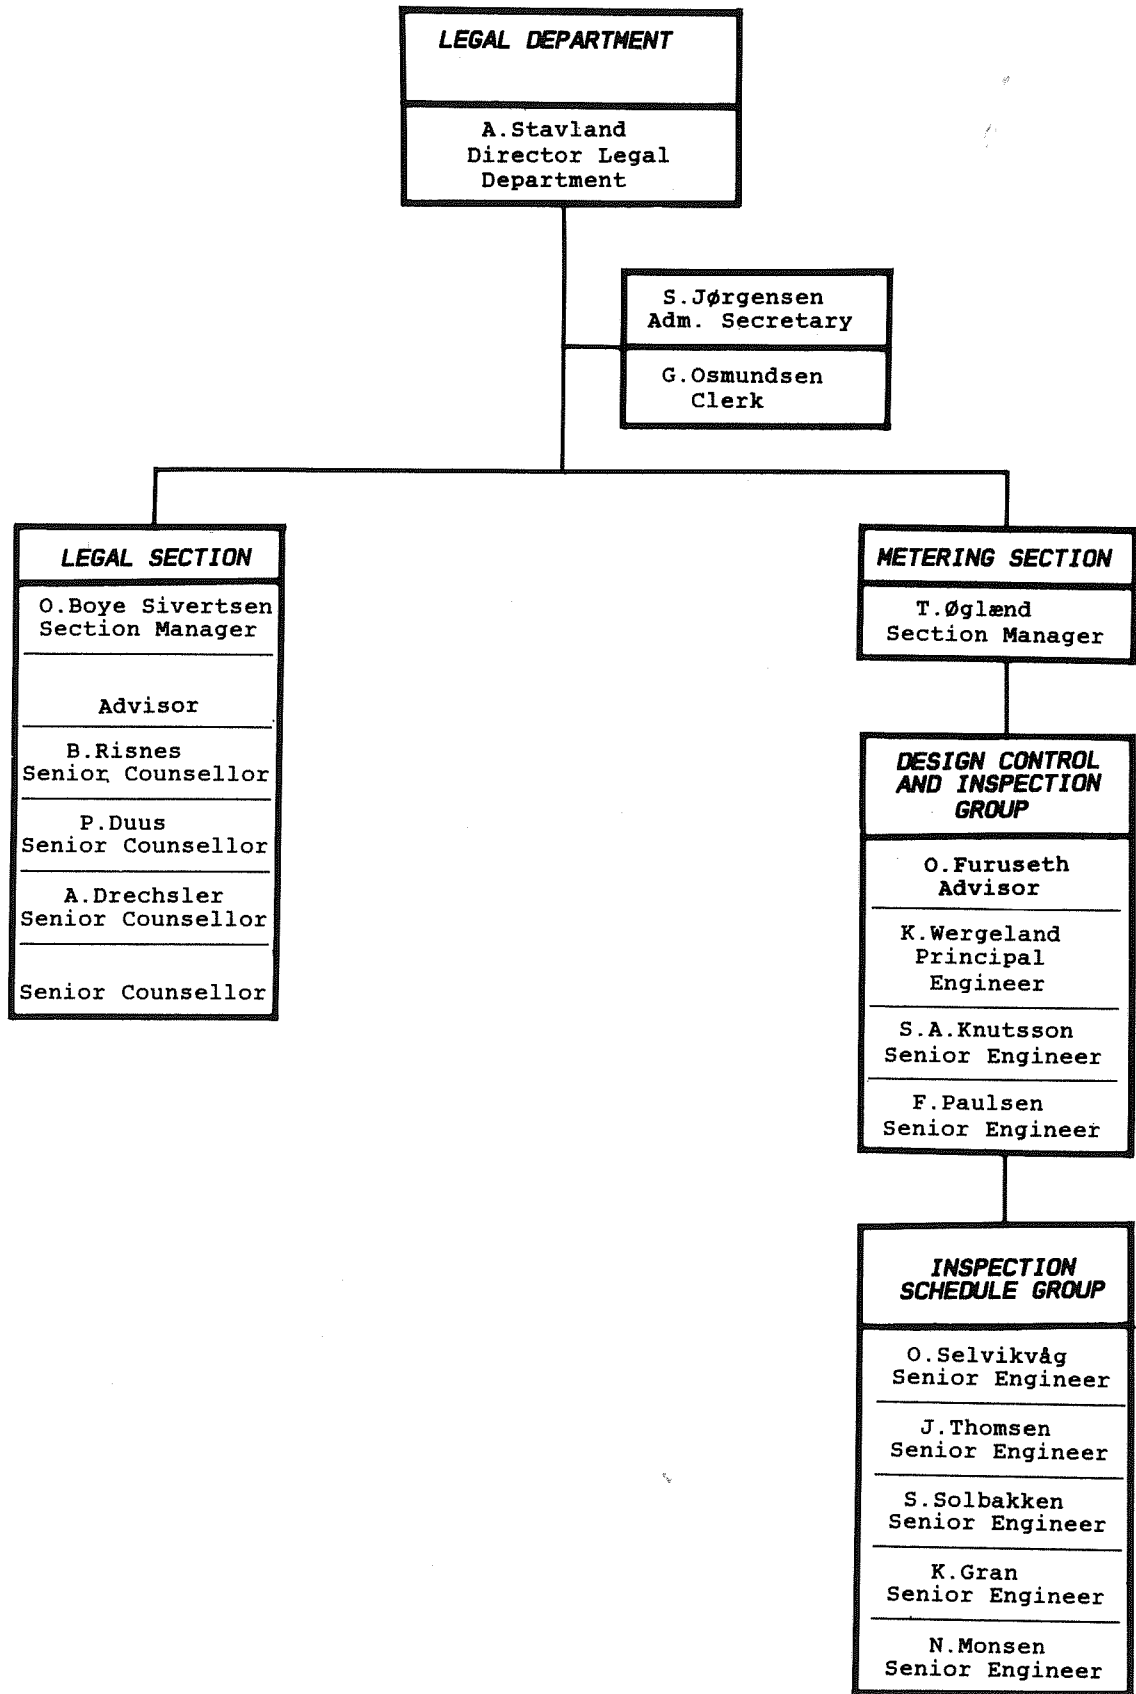 LEGAL DEPARTMENT
A.Stavland
Director Legal
Department
S.Jørgensen
Adm. Secretary
G.Osmundsen
Clerk
LEGAL SECTION
O.Boye Sivertsen
Section Manager
Advisor
B.Risnes
Senior Counsellor
P.Duus
Senior Counsellor
A.Drechsler
Senior Counsellor
Senior Counsellor
METERING SECTION
T.Øglænd
Section Manager
DESIGN CONTROL
AND INSPECTION
GROUP
O.Furuseth
Advisor
K.Wergeland
Principal
Engineer
S.A.Knutsson
Senior Engineer
F.Paulsen
Senior Engineer
INSPECTION
SCHEDULE GROUP
O.Selvikvåg
Senior Engineer
J.Thomsen
Senior Engineer
S.Solbakken
Senior Engineer
K.Gran
Senior Engineer
N.Monsen
Senior Engineer